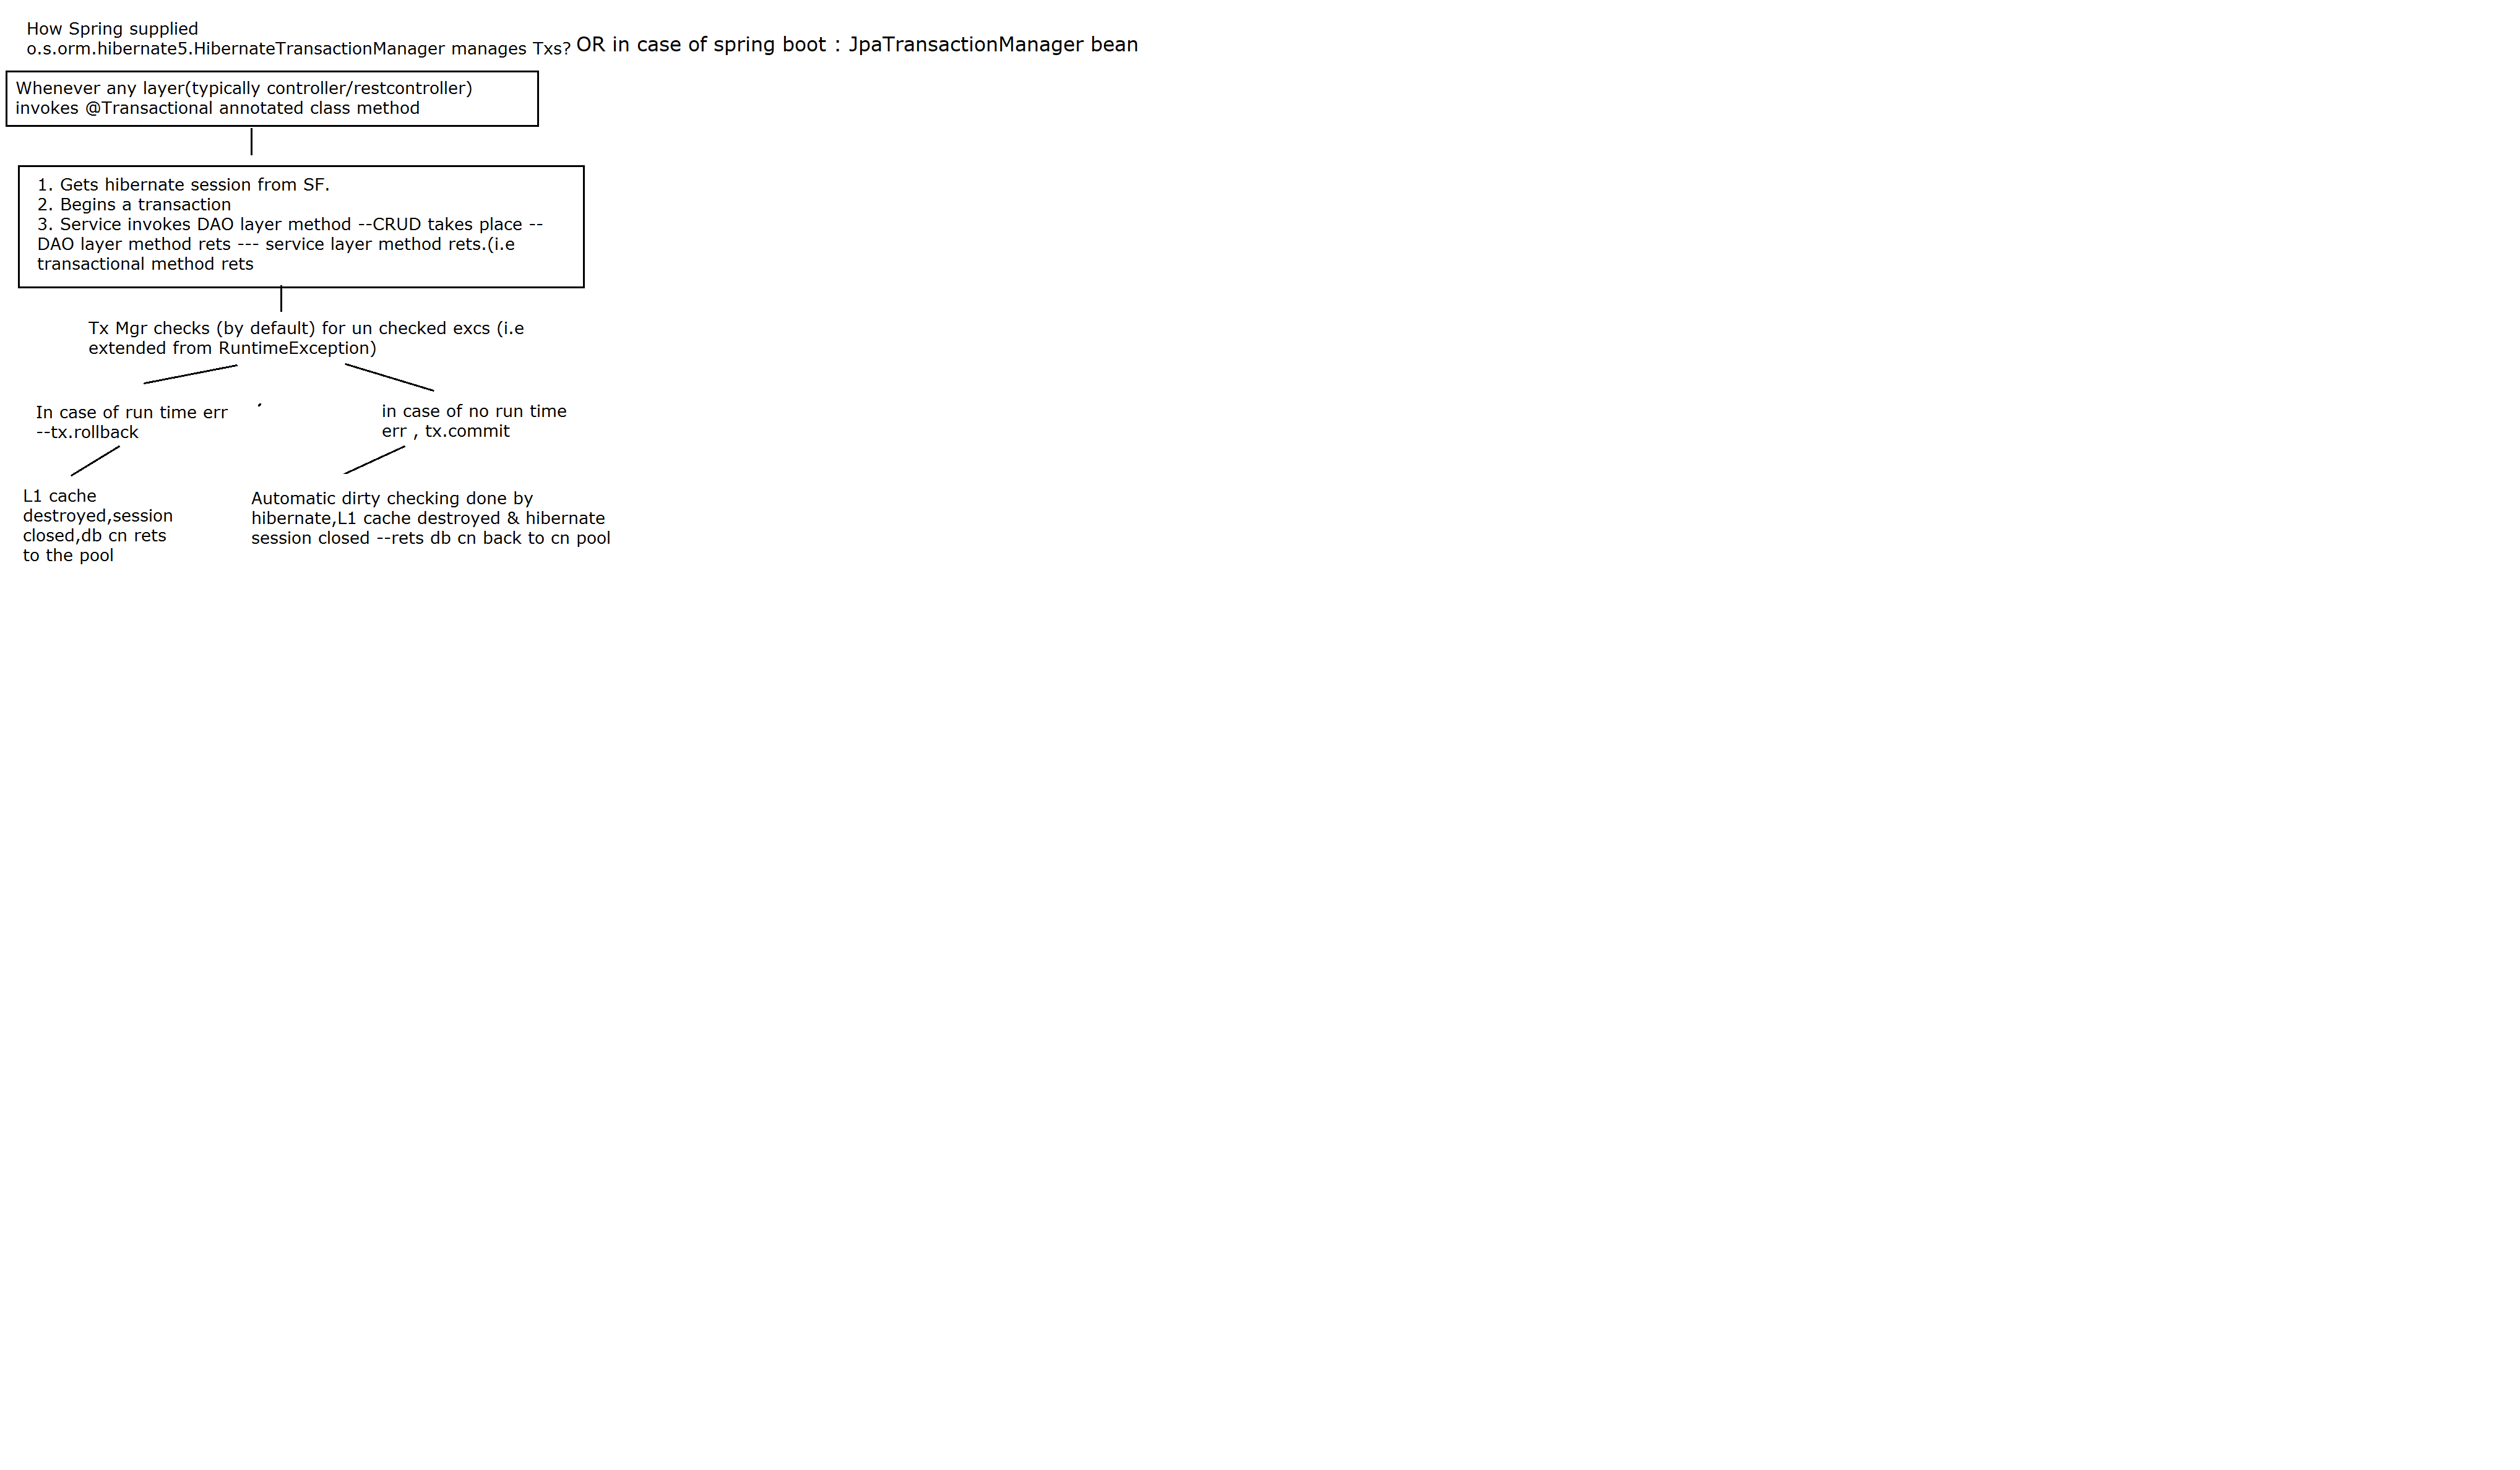 How Spring supplied
o.s.orm.hibernate5.HibernateTransactionManager manages Txs? OR in case of spring boot : JpaTransactionManager bean
Whenever any layer(typically controller/restcontroller)
invokes @Transactional annotated class method
1. Gets hibernate session from SF.
2. Begins a transaction
3. Service invokes DAO layer method --CRUD takes place --
DAO layer method rets --- service layer method rets.(i.e
transactional method rets
Tx Mgr checks (by default) for un checked excs (i.e
extended from RuntimeException)
In case of run time err
--tx.rollback
in case of no run time
err , tx.commit
L1 cache
destroyed,session
closed,db cn rets
to the pool
Automatic dirty checking done by
hibernate,L1 cache destroyed & hibernate
session closed --rets db cn back to cn pool